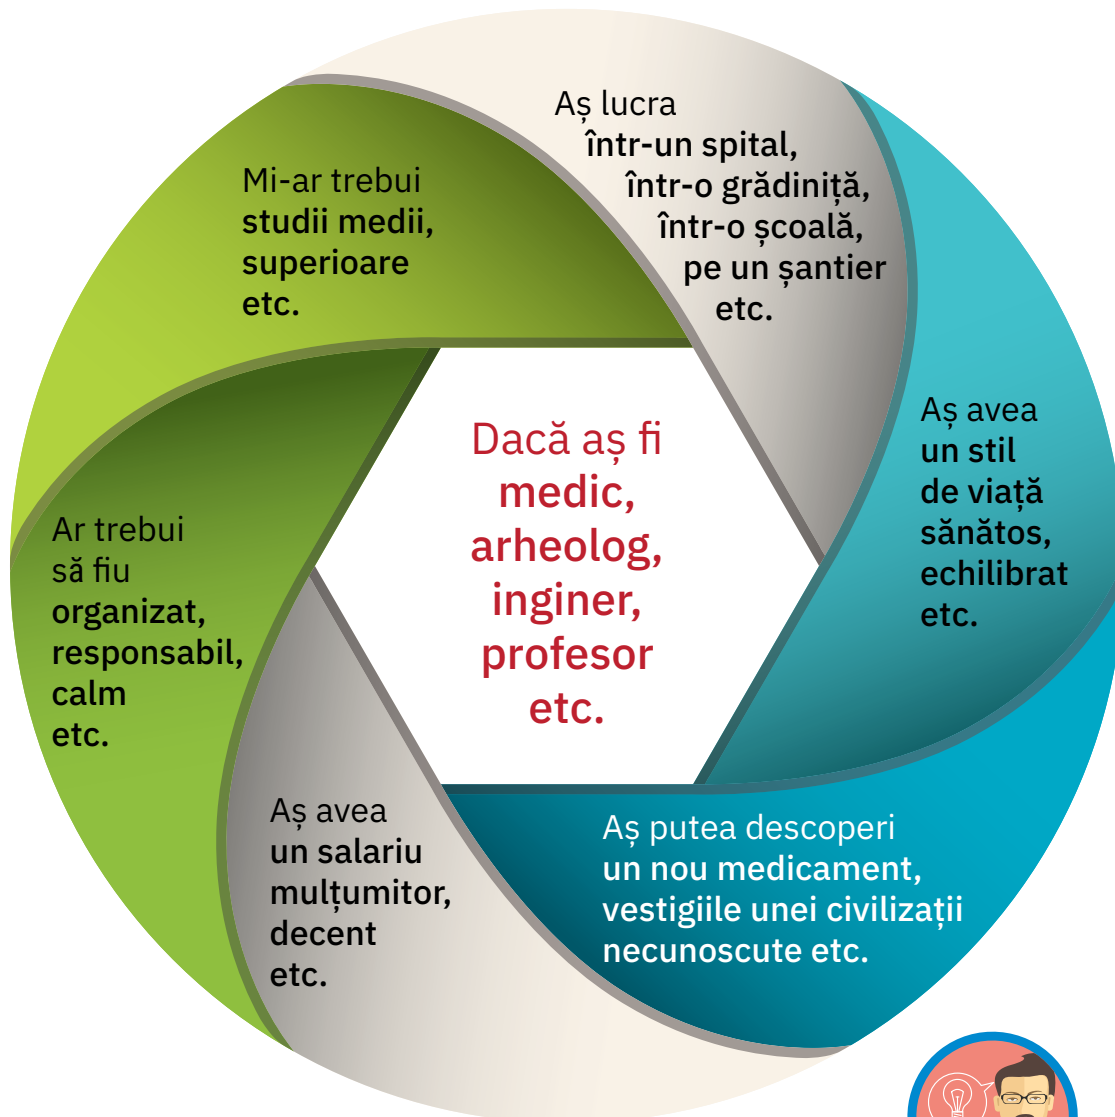 Aș lucra
într-un spital,
într-o grădiniță,
într-o școală,
pe un șantier
etc.
Mi-ar trebui
studii medii,
superioare
etc.
Aș avea
un stil
de viață
sănătos,
echilibrat
etc.
Dacă aș fi
medic,
arheolog,
inginer,
profesor
etc.
Ar trebui
să fiu
organizat,
responsabil,
calm
etc.
Aș avea
un salariu
mulțumitor,
decent
etc.
Aș putea descoperi
un nou medicament,
vestigiile unei civilizații
necunoscute etc.